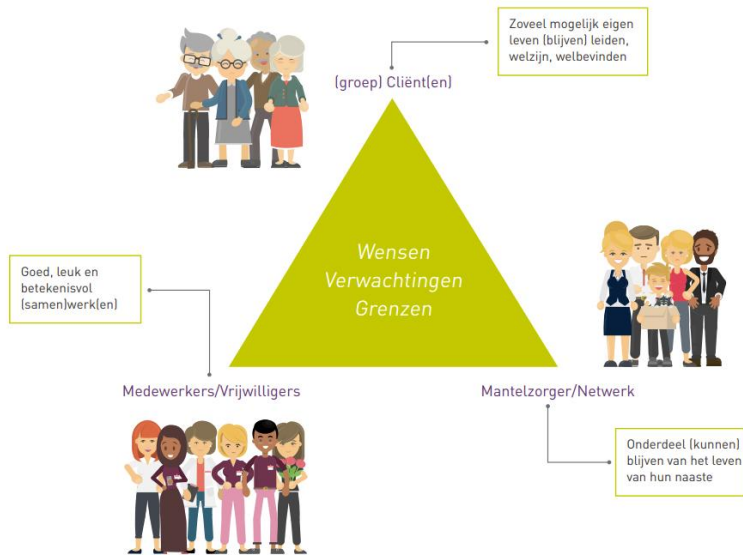 Zoveel mogelijk eigen
leven (blijven) leiden,
welzijn, welbevinden
(groep) Cliënt(en)
Wensen
Verwachtingen
Grenzen
Goed, leuk en
betekenisvol
(samen)werk(en)
Medewerkers/Vrijwilligers
Mantelzorger/Netwerk
Onderdeel (kunnen)
blijven van het leven
van hun naaste